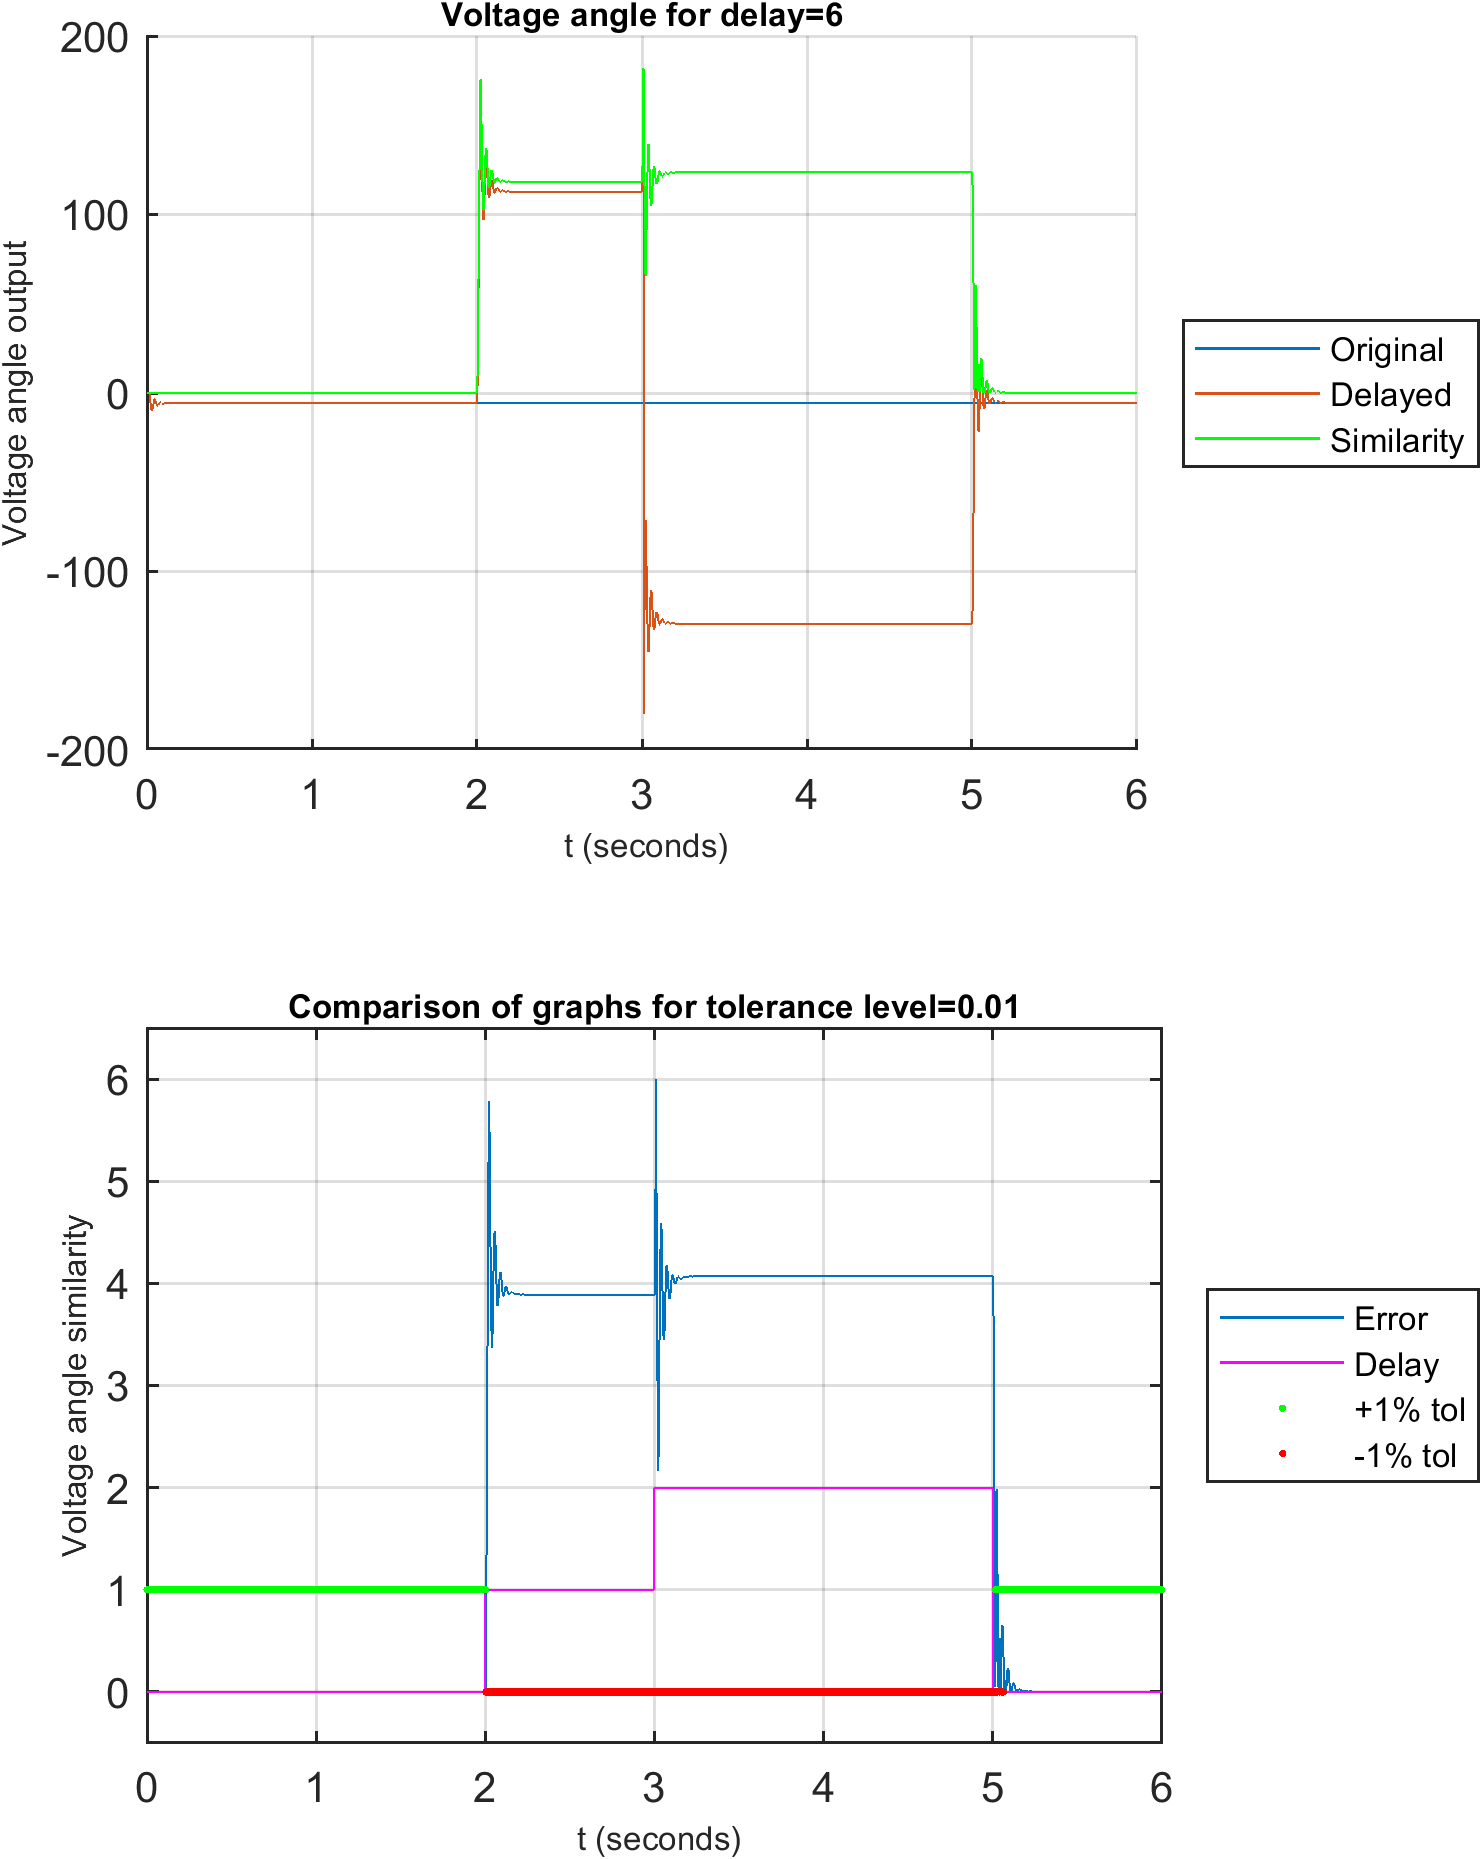 Voltage angle for delay=6
200
100
0
-100
-200
Voltage angle output
0 1 2 3 4 5 6
t (seconds)
Original
Delayed
Similarity
Comparison of graphs for tolerance level=0.01
6
5
4
3
2
1
0
Voltage angle similarity
0 1 2 3 4 5 6
t (seconds)
Error
Delay
+1% tol
-1% tol